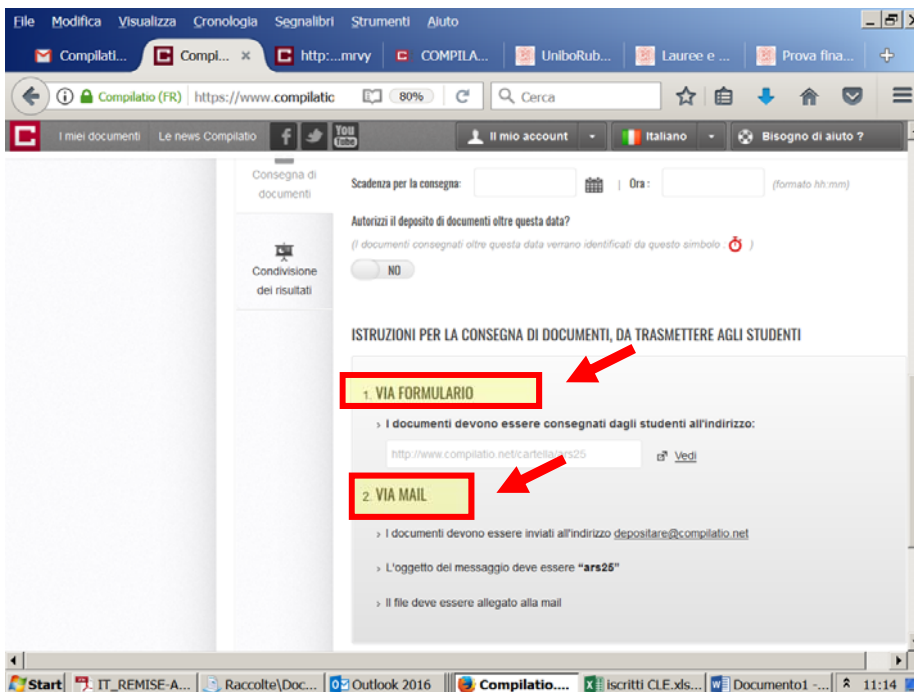 File Modifica Visualizza Cronologia Segnalibri Strumenti Aiuto
Compilati... Compi... × http:...mrvy COMPILA... UniboRub... Lauree e ... Prova fina...
Compilatio (FR) https://www.compilatic 80% Cerca
I miei documenti Le news Compilatio You Tube Il mio account Italiano Bisogno di aiuto ?
Consegna di
documenti
Scadenza per la consegna: | Ora : (formato hh:mm)
Autorizzi il deposito di documenti oltre questa data?
(I documenti consegnati oltre questa data verrano identificati da questo simbolo : )
NO
Condivisione
dei risultati
ISTRUZIONI PER LA CONSEGNA DI DOCUMENTI, DA TRASMETTERE AGLI STUDENTI
1. VIA FORMULARIO
› I documenti devono essere consegnati dagli studenti all'indirizzo:
http://www.compilatio.net/cartella/ars25 Vedi
2. VIA MAIL
› I documenti devono essere inviati all'indirizzo depositare@compilatio.net
› L'oggetto del messaggio deve essere “ars25”
› Il file deve essere allegato alla mail
Start IT_REMISE-A... Raccolte\Doc... Outlook 2016 Compilatio.... iscritti CLE.xls... Documento1 -... 11:14